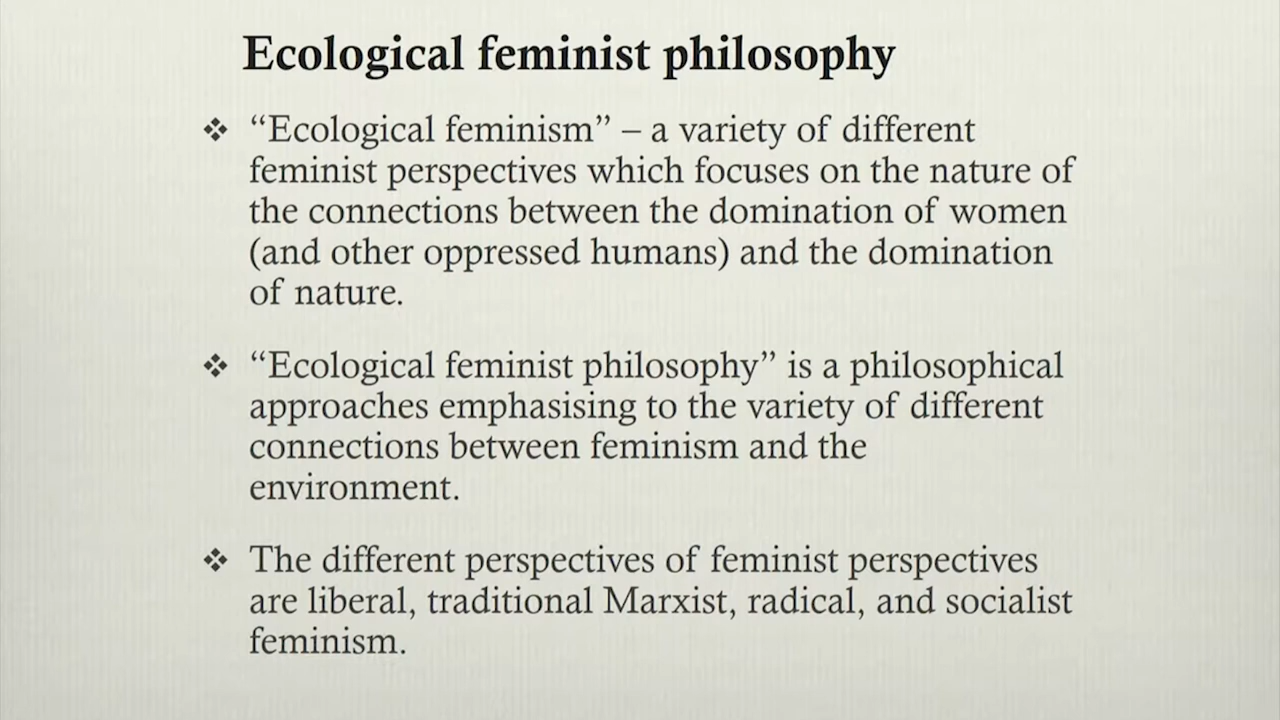 Ecological feminist philosophy
❖ “Ecological feminism” – a variety of different
feminist perspectives which focuses on the nature of
the connections between the domination of women
(and other oppressed humans) and the domination
of nature.
❖ “Ecological feminist philosophy” is a philosophical
approaches emphasising to the variety of different
connections between feminism and the
environment.
❖ The different perspectives of feminist perspectives
are liberal, traditional Marxist, radical, and socialist
feminism.